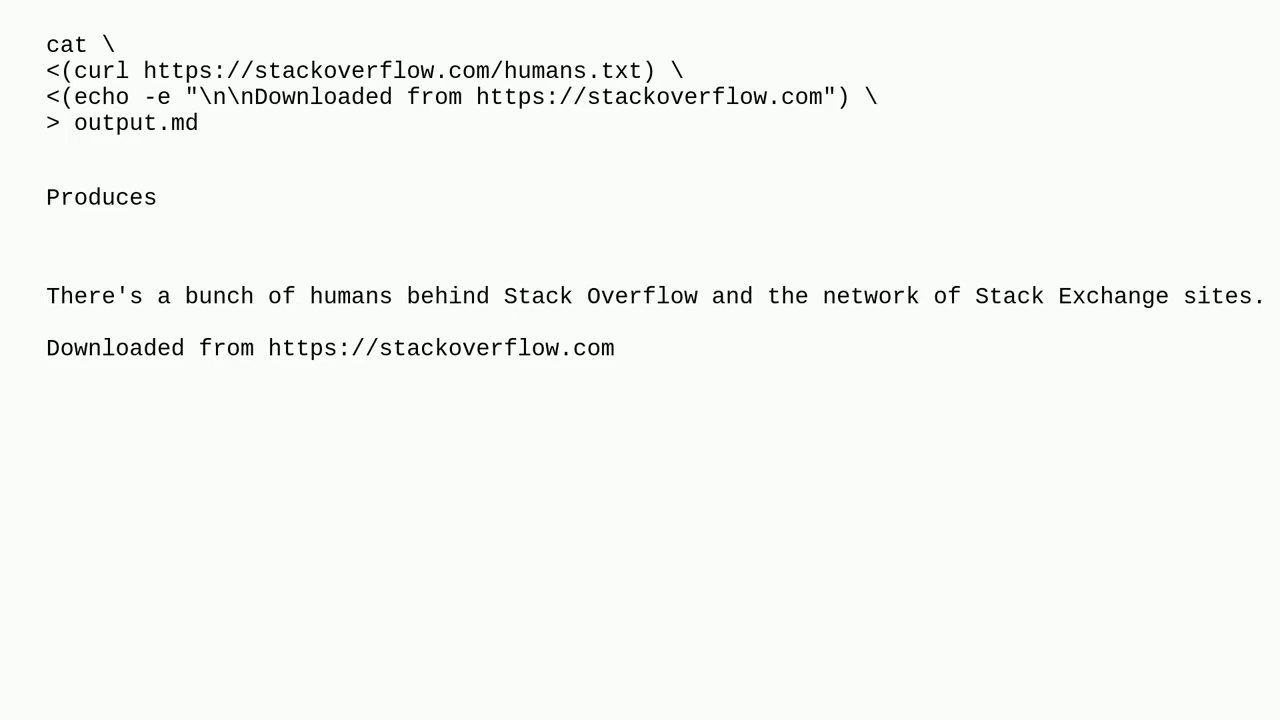 cat \
<(curl https://stackoverflow.com/humans.txt) \
<(echo -e "\n\nDownloaded from https://stackoverflow.com") \
> output.md
Produces
There's a bunch of humans behind Stack Overflow and the network of Stack Exchange sites.
Downloaded from https://stackoverflow.com